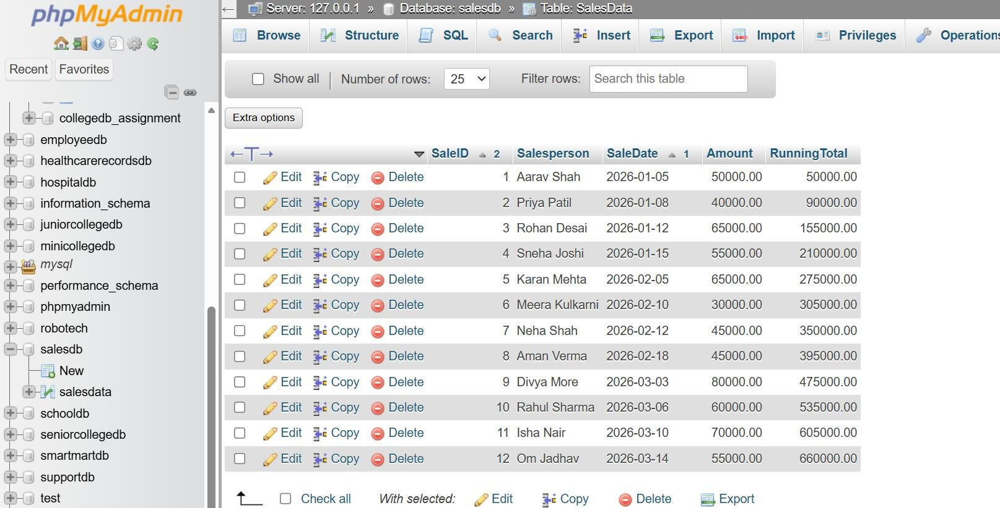 phpMyAdmin
Recent Favorites
collegedb_assignment
employeedb
healthcarerecordsdb
hospitaldb
information_schema
juniorcollegedb
minicollegedb
mysql
performance_schema
phpmyadmin
robotech
salesdb
New
salesdata
schooldb
seniorcollegedb
smartmartdb
supportdb
test
Server: 127.0.0.1 » Database: salesdb » Table: SalesData
Browse Structure SQL Search Insert Export Import Privileges Operations
Show all | Number of rows: 25 Filter rows: Search this table
Extra options
SaleID 2 Salesperson SaleDate 1 Amount RunningTotal
Edit Copy Delete 1 Aarav Shah 2026-01-05 50000.00 50000.00
Edit Copy Delete 2 Priya Patil 2026-01-08 40000.00 90000.00
Edit Copy Delete 3 Rohan Desai 2026-01-12 65000.00 155000.00
Edit Copy Delete 4 Sneha Joshi 2026-01-15 55000.00 210000.00
Edit Copy Delete 5 Karan Mehta 2026-02-05 65000.00 275000.00
Edit Copy Delete 6 Meera Kulkarni 2026-02-10 30000.00 305000.00
Edit Copy Delete 7 Neha Shah 2026-02-12 45000.00 350000.00
Edit Copy Delete 8 Aman Verma 2026-02-18 45000.00 395000.00
Edit Copy Delete 9 Divya More 2026-03-03 80000.00 475000.00
Edit Copy Delete 10 Rahul Sharma 2026-03-06 60000.00 535000.00
Edit Copy Delete 11 Isha Nair 2026-03-10 70000.00 605000.00
Edit Copy Delete 12 Om Jadhav 2026-03-14 55000.00 660000.00
Check all With selected: Edit Copy Delete Export